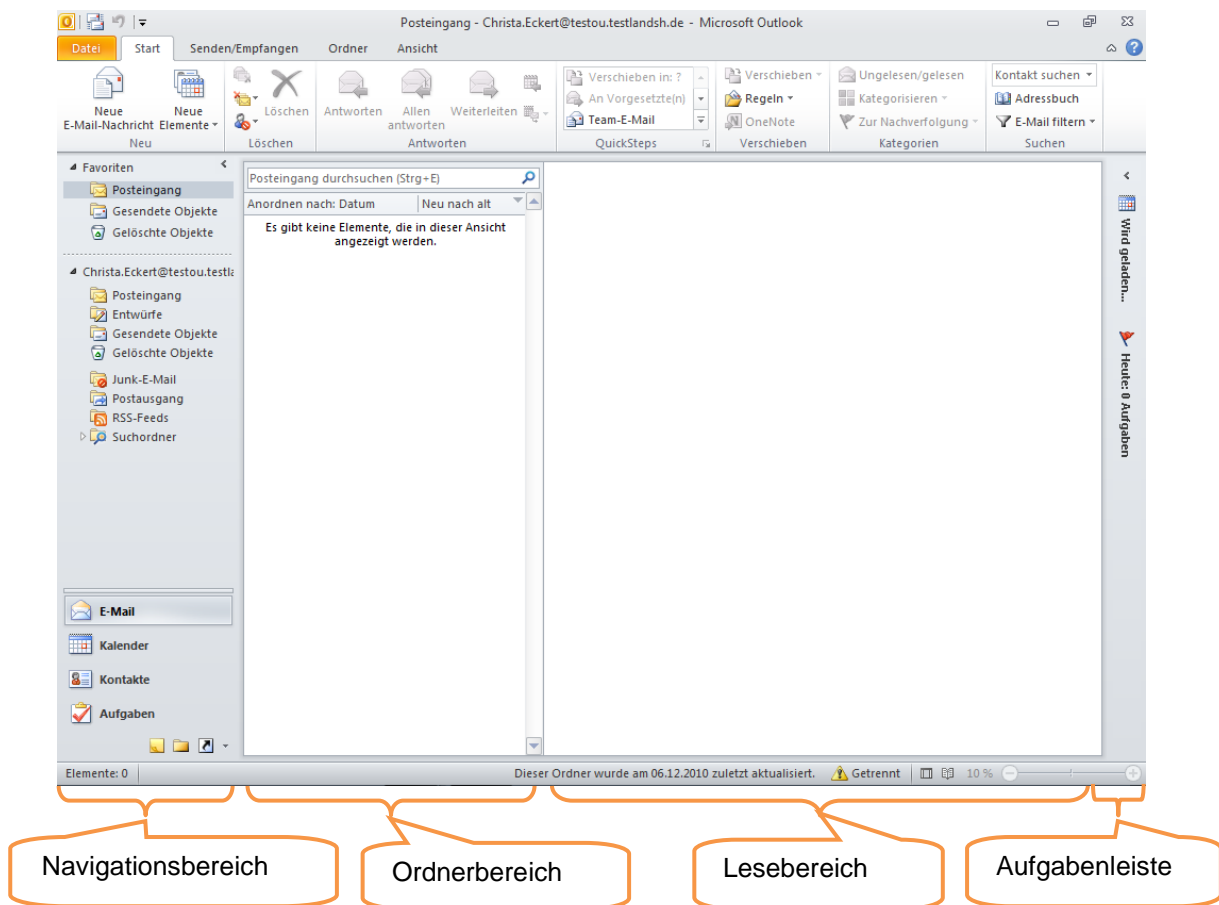 Posteingang - Christa.Eckert@testou.testlandsh.de - Microsoft Outlook
Datei Start Senden/Empfangen Ordner Ansicht
Neue E-Mail-Nachricht
Neue Elemente
Neu
Löschen
Löschen
Antworten
Allen antworten
Weiterleiten
Antworten
Verschieben in: ?
An Vorgesetzte(n)
Team-E-Mail
QuickSteps
Verschieben
Regeln
OneNote
Verschieben
Ungelesen/gelesen
Kategorisieren
Zur Nachverfolgung
Kategorien
Kontakt suchen
Adressbuch
E-Mail filtern
Suchen
Favoriten
Posteingang
Gesendete Objekte
Gelöschte Objekte
Christa.Eckert@testou.testla
Posteingang
Entwürfe
Gesendete Objekte
Gelöschte Objekte
Junk-E-Mail
Postausgang
RSS-Feeds
Suchordner
E-Mail
Kalender
Kontakte
Aufgaben
Posteingang durchsuchen (Strg+E)
Anordnen nach: Datum Neu nach alt
Es gibt keine Elemente, die in dieser Ansicht
angezeigt werden.
Wird geladen...
Heute: 0 Aufgaben
Elemente: 0
Dieser Ordner wurde am 06.12.2010 zuletzt aktualisiert.
Getrennt
10 %
Navigationsbereich
Ordnerbereich
Lesebereich
Aufgabenleiste